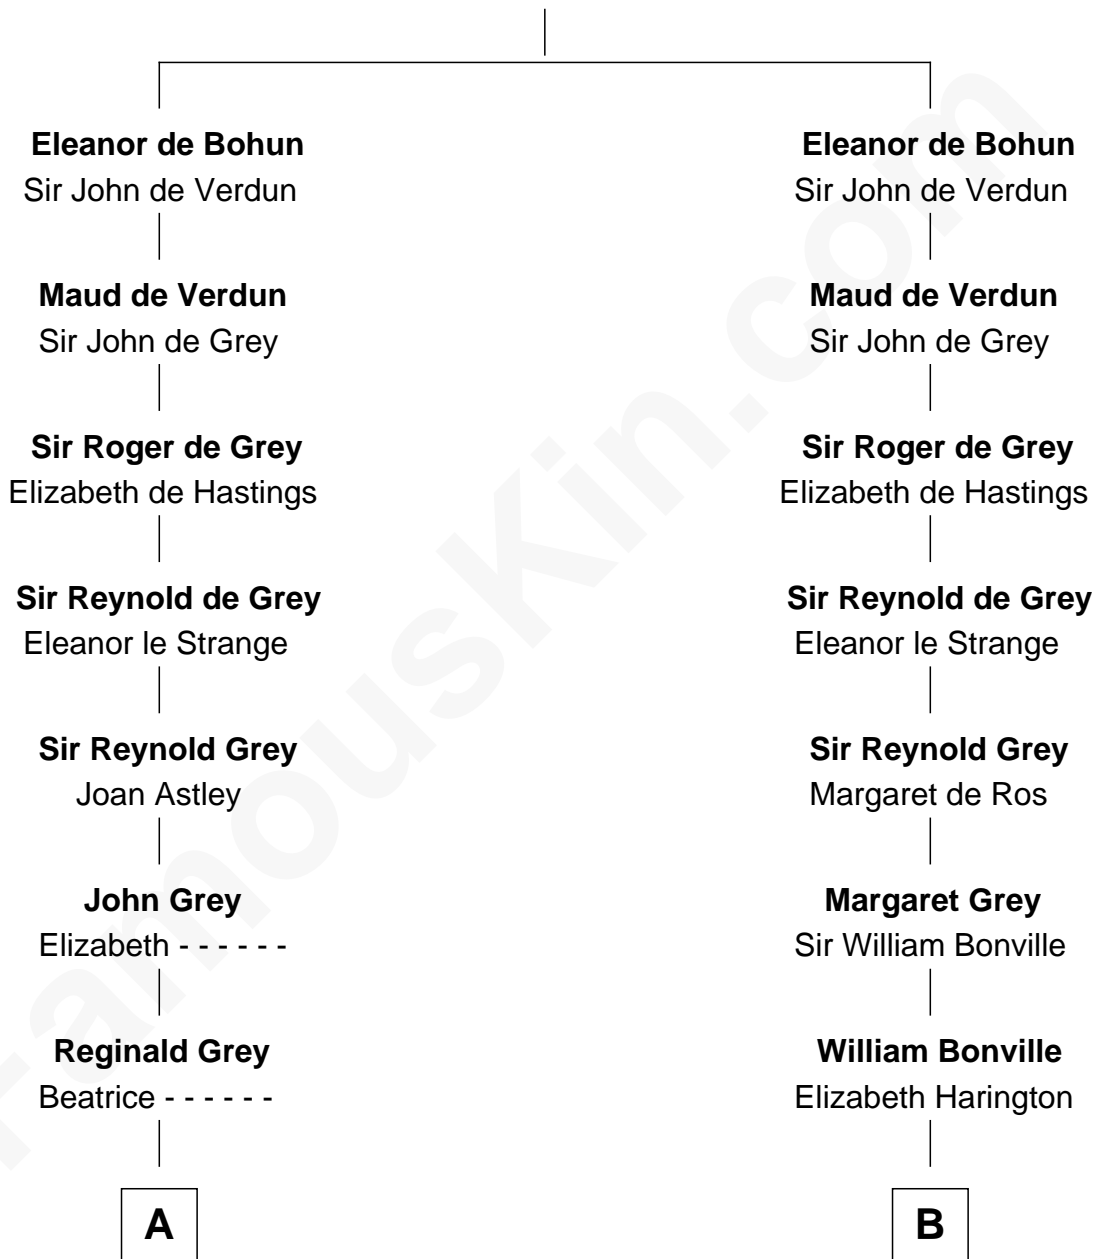 Eleanor de Bohun
Sir John de Verdun
Maud de Verdun
Sir John de Grey
Sir Roger de Grey
Elizabeth de Hastings
Sir Reynold de Grey
Eleanor le Strange
Sir Reynold Grey
Joan Astley
John Grey
Elizabeth - - - - - -
Reginald Grey
Beatrice - - - - - -
A
Eleanor de Bohun
Sir John de Verdun
Maud de Verdun
Sir John de Grey
Sir Roger de Grey
Elizabeth de Hastings
Sir Reynold de Grey
Eleanor le Strange
Sir Reynold Grey
Margaret de Ros
Margaret Grey
Sir William Bonville
William Bonville
Elizabeth Harington
B
FamousKin.com